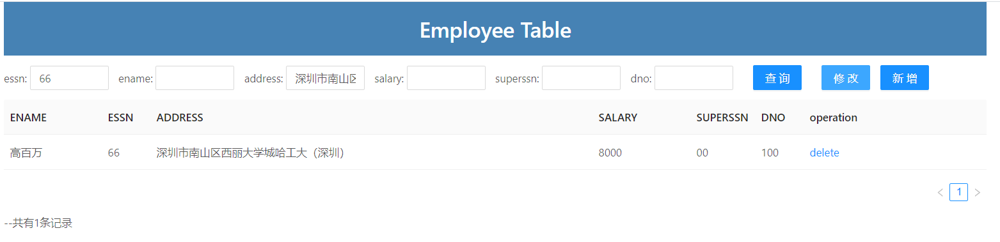 Employee Table
essn: 66 ename: address: 深圳市南山区 salary: superssn: dno: 查询 修改 新增
ENAME ESSN ADDRESS SALARY SUPERSSN DNO operation
高百万 66 深圳市南山区西丽大学城哈工大（深圳） 8000 00 100 delete
< 1 >
--共有1条记录